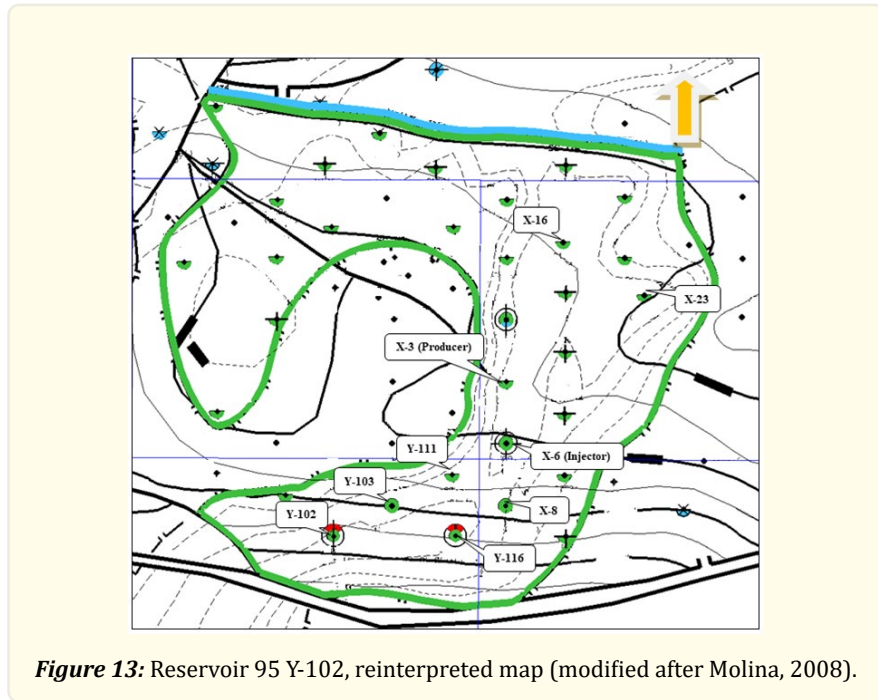 X-16
X-23
X-3 (Producer)
Y-111
X-6 (Injector)
Y-103
Y-102
X-8
Y-116
Figure 13: Reservoir 95 Y-102, reinterpreted map (modified after Molina, 2008).